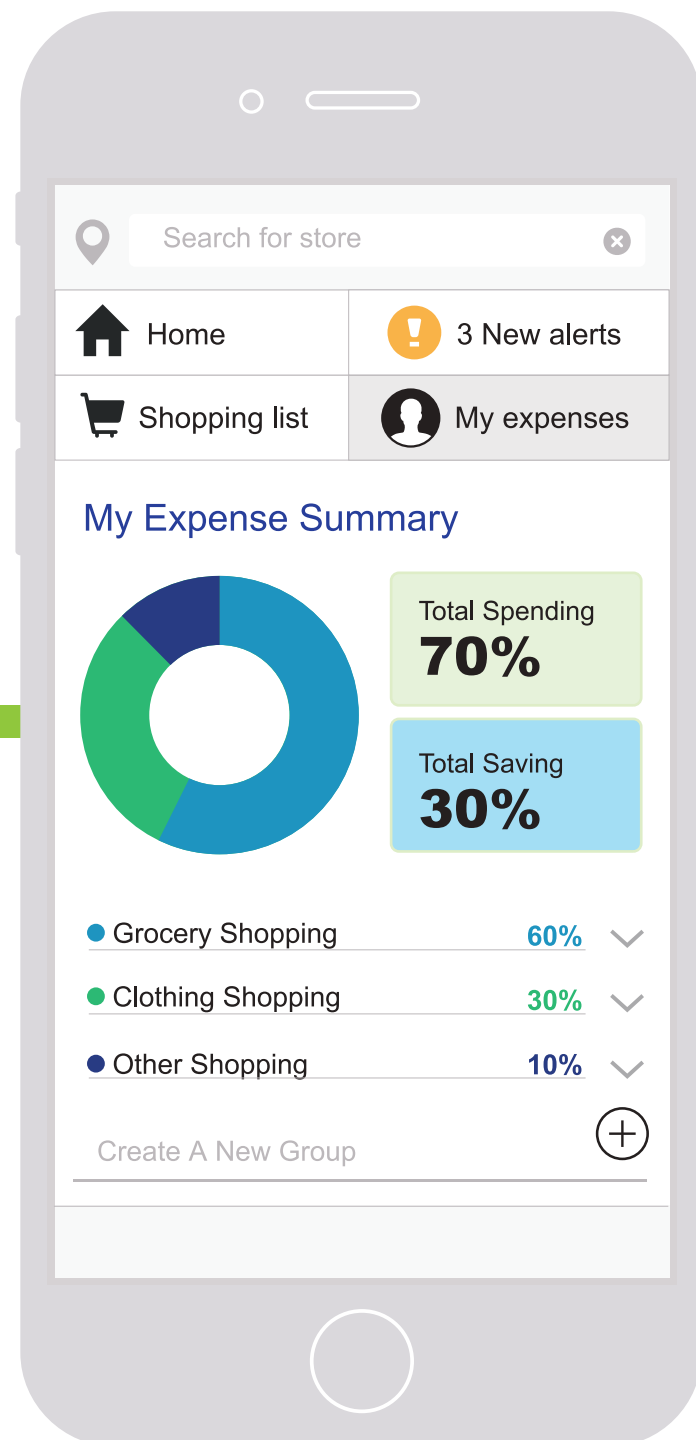 Search for store
Home
3 New alerts
Shopping list
My expenses
My Expense Summary
Total Spending
70%
Total Saving
30%
Grocery Shopping 60%
Clothing Shopping 30%
Other Shopping 10%
Create A New Group